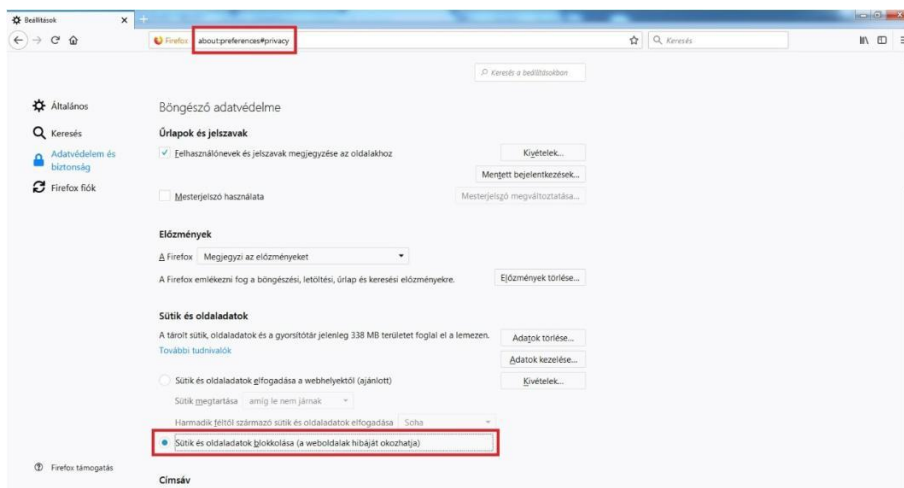 Beállítások
Firefox about:preferences#privacy
Keresés
Keresés a beállításokban
Általános
Keresés
Adatvédelem és
biztonság
Firefox fiók
Böngésző adatvédelme
Űrlapok és jelszavak
Felhasználónevek és jelszavak megjegyzése az oldalakhoz
Kivételek...
Mentett bejelentkezések...
Mesterjelszó használata
Mesterjelszó megváltoztatása...
Előzmények
A Firefox Megjegyzi az előzményeket
A Firefox emlékezni fog a böngészési, letöltési, űrlap és keresési előzményekre.
Előzmények törlése...
Sütik és oldaladatok
A tárolt sütik, oldaladatok és a gyorsítótár jelenleg 338 MB területet foglal el a lemezen.
További tudnivalók
Adatok törlése...
Adatok kezelése...
Sütik és oldaladatok elfogadása a webhelyektől (ajánlott)
Kivételek...
Sütik megtartása amíg le nem járnak
Harmadik féltől származó sütik és oldaladatok elfogadása Soha
Sütik és oldaladatok blokkolása (a weboldalak hibáját okozhatja)
Firefox támogatás
Címsáv